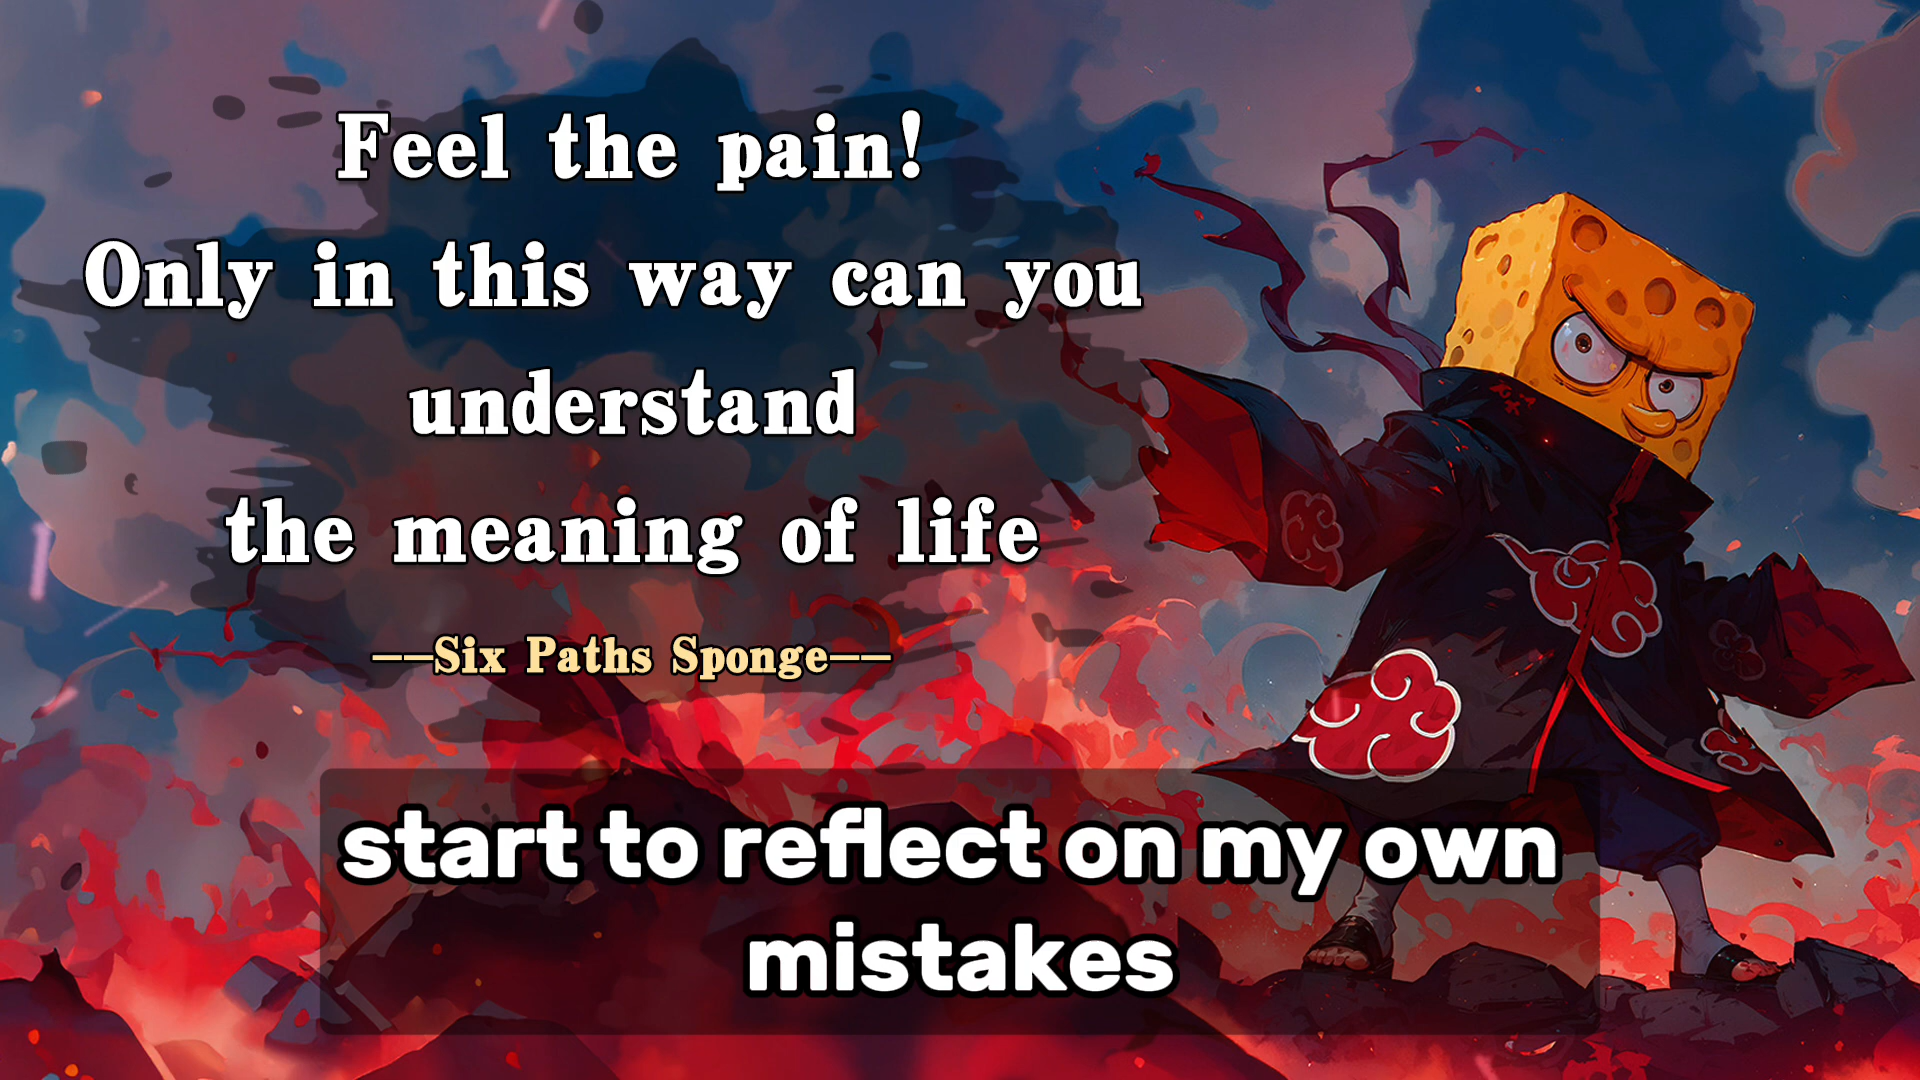 Feel the pain!
Only in this way can you
understand
the meaning of life
——Six Paths Sponge——
start to reflect on my own
mistakes